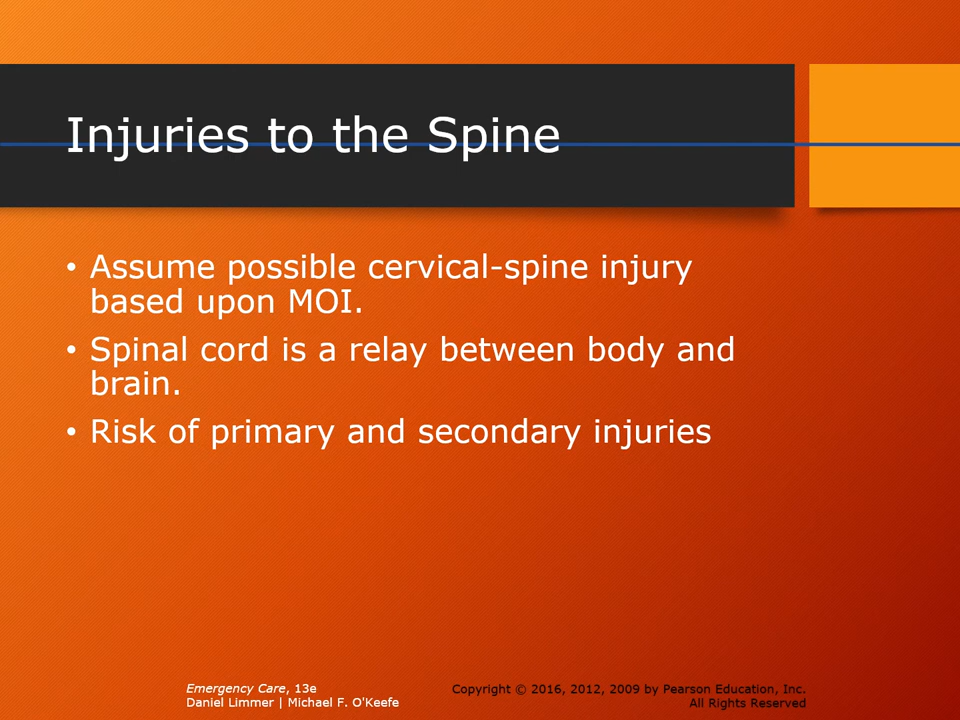 Injuries to the Spine
• Assume possible cervical-spine injury
based upon MOI.
• Spinal cord is a relay between body and
brain.
• Risk of primary and secondary injuries
Emergency Care, 13e
Daniel Limmer | Michael F. O'Keefe
Copyright © 2016, 2012, 2009 by Pearson Education, Inc.
All Rights Reserved